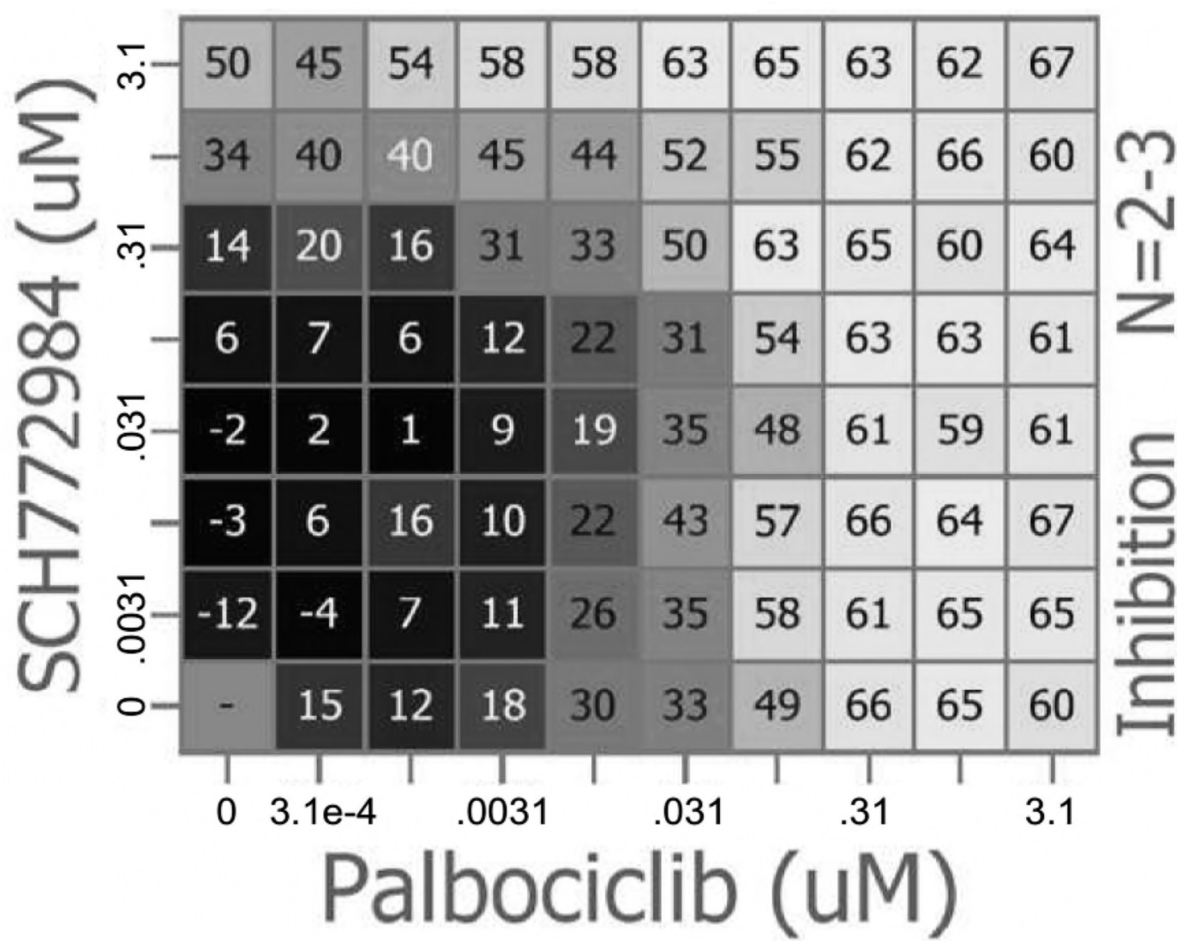 SCH772984 (uM)
3.1 50 45 54 58 58 63 65 63 62 67
34 40 40 45 44 52 55 62 66 60
.31 14 20 16 31 33 50 63 65 60 64
6 7 6 12 22 31 54 63 63 61
.031 -2 2 1 9 19 35 48 61 59 61
-3 6 16 10 22 43 57 66 64 67
.0031 -12 -4 7 11 26 35 58 61 65 65
0 - 15 12 18 30 33 49 66 65 60
0 3.1e-4 .0031 .031 .31 3.1
Palbociclib (uM)
Inhibition N=2-3